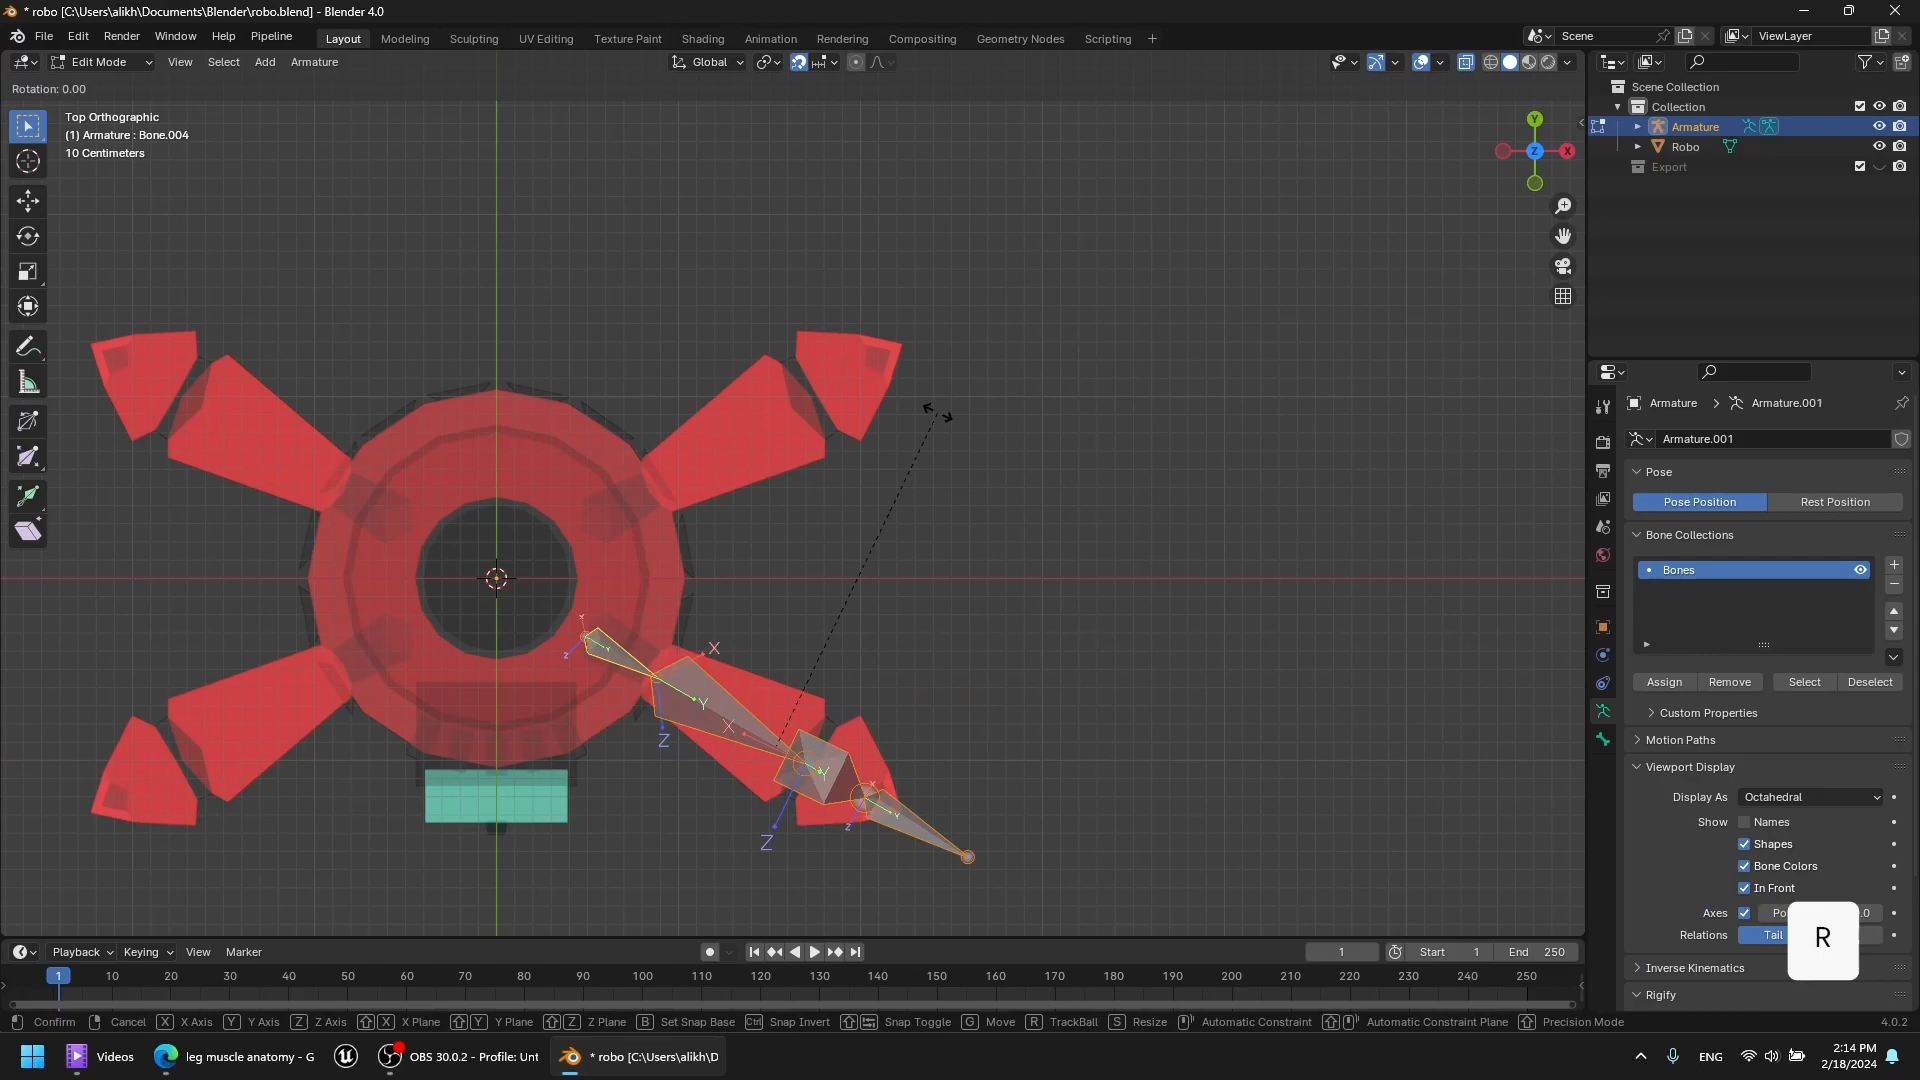 * robo [C:\Users\alikh\Documents\Blender\robo.blend] - Blender 4.0
File Edit Render Window Help Pipeline
Layout Modeling Sculpting UV Editing Texture Paint Shading Animation Rendering Compositing Geometry Nodes Scripting +
Scene
ViewLayer
Edit Mode View Select Add Armature
Global
Rotation: 0.00
Top Orthographic
(1) Armature : Bone.004
10 Centimeters
Y
Z
X
x
z
Y
X
Y
Z
X
Y
Z
x
z
Y
Scene Collection
Collection
Armature
Robo
Export
Armature > Armature.001
Armature.001
Pose
Pose Position Rest Position
Bone Collections
Bones
Assign Remove Select Deselect
Custom Properties
Motion Paths
Viewport Display
Display As Octahedral
Show Names
Shapes
Bone Colors
In Front
Axes Po .0
Relations Tail
R
Inverse Kinematics
Rigify
Playback Keying View Marker
1 Start 1 End 250
1 10 20 30 40 50 60 70 80 90 100 110 120 130 140 150 160 170 180 190 200 210 220 230 240 250
Confirm Cancel X X Axis Y Y Axis Z Z Axis X X Plane Y Y Plane Z Z Plane B Set Snap Base Ctrl Snap Invert Snap Toggle G Move R TrackBall S Resize Automatic Constraint Automatic Constraint Plane Precision Mode 4.0.2
Videos
leg muscle anatomy - G
OBS 30.0.2 - Profile: Unt
* robo [C:\Users\alikh\D
ENG
2:14 PM
2/18/2024